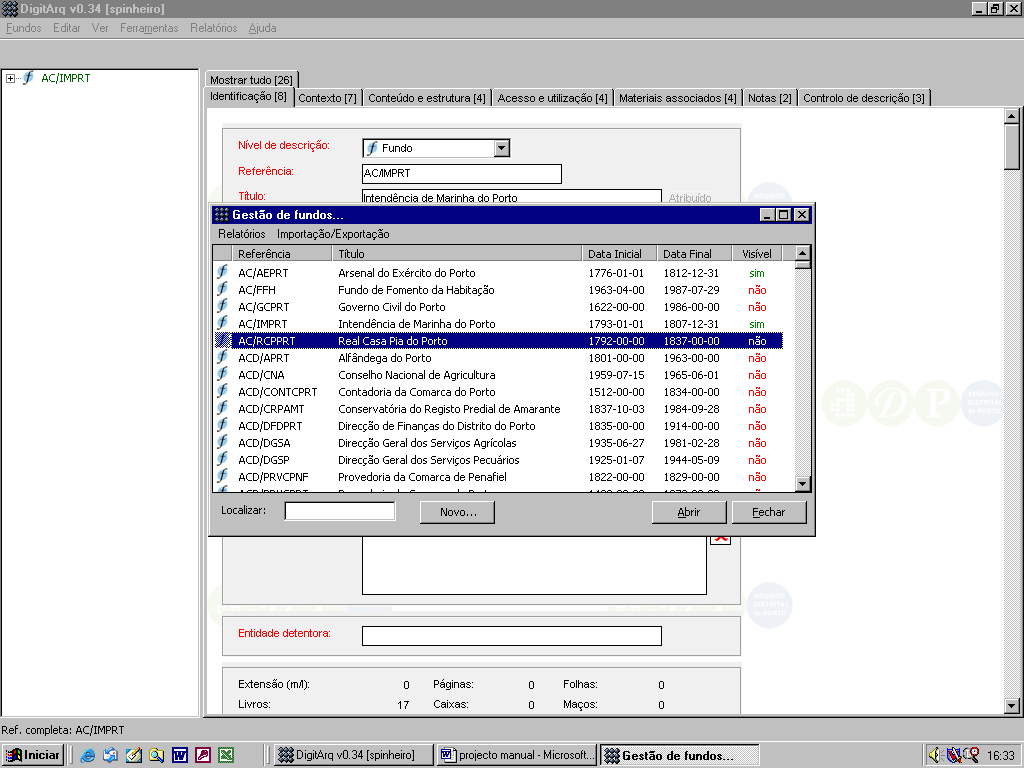 DigitArq v0.34 [spinheiro]
Fundos Editar Ver Ferramentas Relatórios Ajuda
AC/IMPRT
Mostrar tudo [26]
Identificação [8] Contexto [7] Conteúdo e estrutura [4] Acesso e utilização [4] Materiais associados [4] Notas [2] Controlo de descrição [3]
Nível de descrição: Fundo
Referência: AC/IMPRT
Título: Intendência de Marinha do Porto Atribuído
Gestão de fundos...
Relatórios Importação/Exportação
Referência Título Data Inicial Data Final Visível
AC/AEPRT Arsenal do Exército do Porto 1776-01-01 1812-12-31 sim
AC/FFH Fundo de Fomento da Habitação 1963-04-00 1987-07-29 não
AC/GCPRT Governo Civil do Porto 1622-00-00 1986-00-00 não
AC/IMPRT Intendência de Marinha do Porto 1793-01-01 1807-12-31 sim
AC/RCPPRT Real Casa Pia do Porto 1792-00-00 1837-00-00 não
ACD/APRT Alfândega do Porto 1801-00-00 1963-00-00 não
ACD/CNA Conselho Nacional de Agricultura 1959-07-15 1965-06-01 não
ACD/CONTCPRT Contadoria da Comarca do Porto 1512-00-00 1834-00-00 não
ACD/CRPAMT Conservatória do Registo Predial de Amarante 1837-10-03 1984-09-28 não
ACD/DFDPRT Direcção de Finanças do Distrito do Porto 1835-00-00 1914-00-00 não
ACD/DGSA Direcção Geral dos Serviços Agrícolas 1935-06-27 1981-02-28 não
ACD/DGSP Direcção Geral dos Serviços Pecuários 1925-01-07 1944-05-09 não
ACD/PRVCPNF Provedoria da Comarca de Penafiel 1822-00-00 1829-00-00 não
Localizar: Novo... Abrir Fechar
ARQUIVO
DISTRITAL
do PORTO
Entidade detentora:
Extensão (m/l): 0 Páginas: 0 Folhas: 0
Livros: 17 Caixas: 0 Maços: 0
Ref. completa: AC/IMPRT
Iniciar DigitArq v0.34 [spinheiro] projecto manual - Microsoft... Gestão de fundos... 16:33